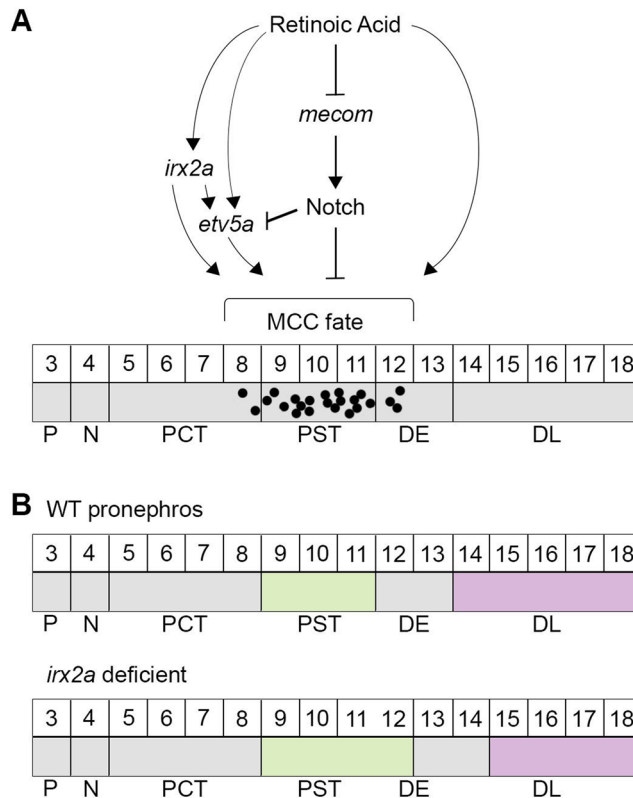 A
Retinoic Acid
mecom
irx2a
Notch
etv5a
MCC fate
3 4 5 6 7 8 9 10 11 12 13 14 15 16 17 18
P N PCT PST DE DL
B WT pronephros
3 4 5 6 7 8 9 10 11 12 13 14 15 16 17 18
P N PCT PST DE DL
irx2a deficient
3 4 5 6 7 8 9 10 11 12 13 14 15 16 17 18
P N PCT PST DE DL